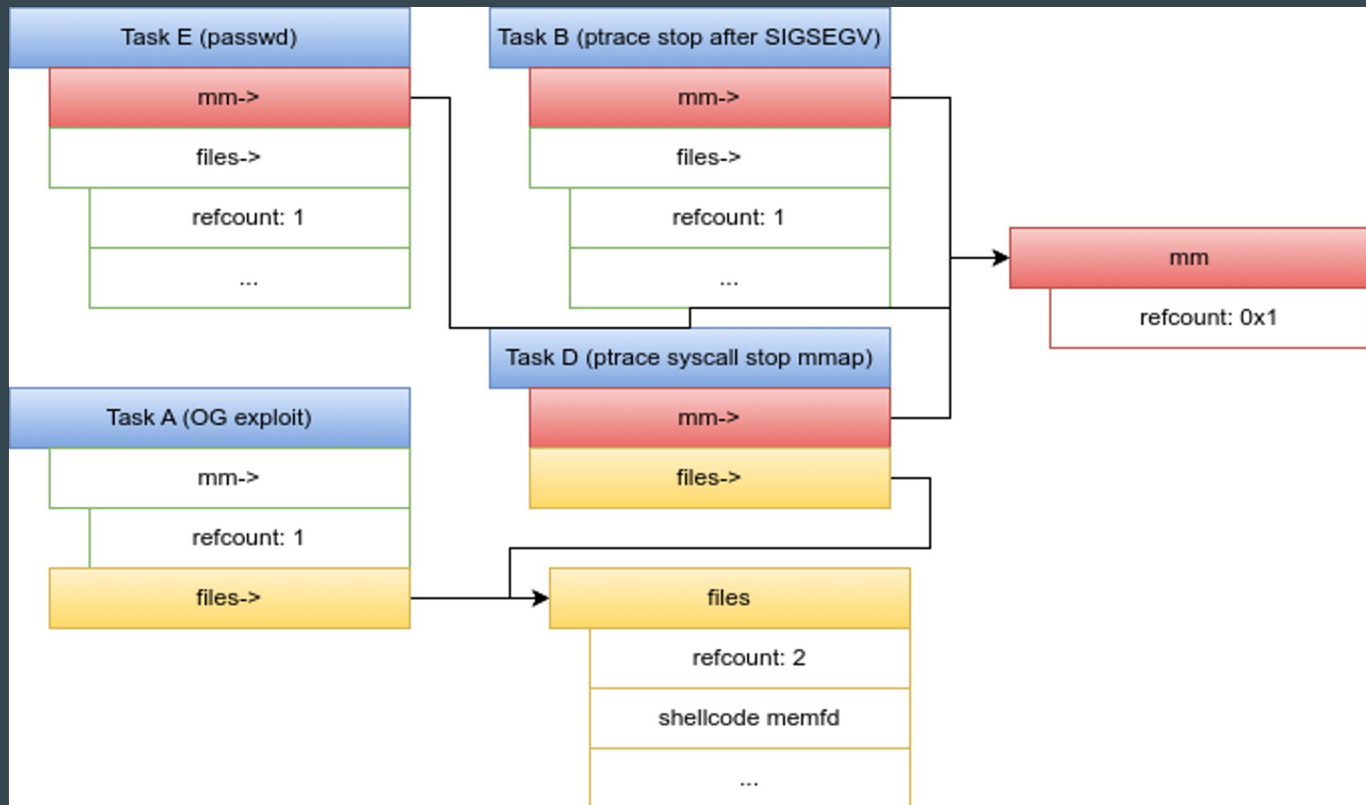 Task E (passwd)
mm->
files->
refcount: 1
...
Task B (ptrace stop after SIGSEGV)
mm->
files->
refcount: 1
...
mm
refcount: 0x1
Task D (ptrace syscall stop mmap)
mm->
files->
Task A (OG exploit)
mm->
refcount: 1
files->
files
refcount: 2
shellcode memfd
...